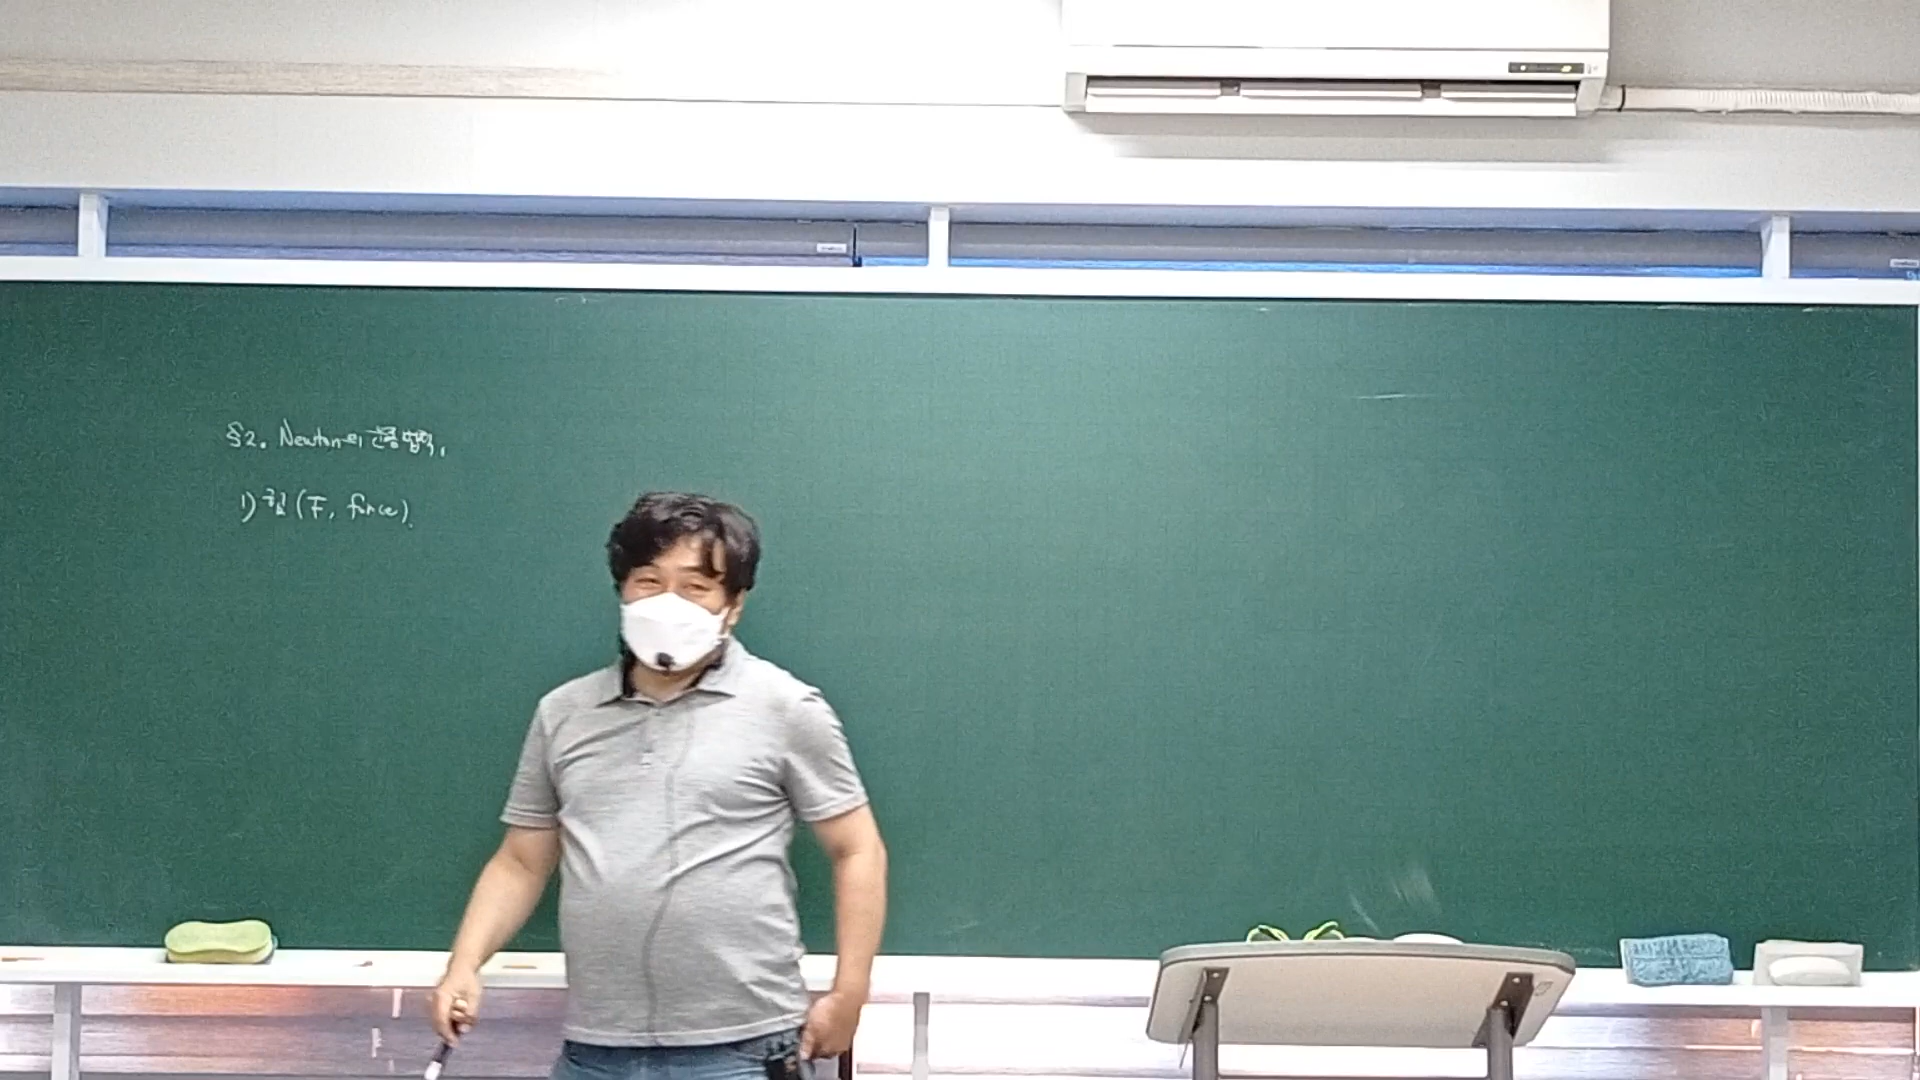 §2. Newton의 운동 법칙.
1) 힘 (F, force).